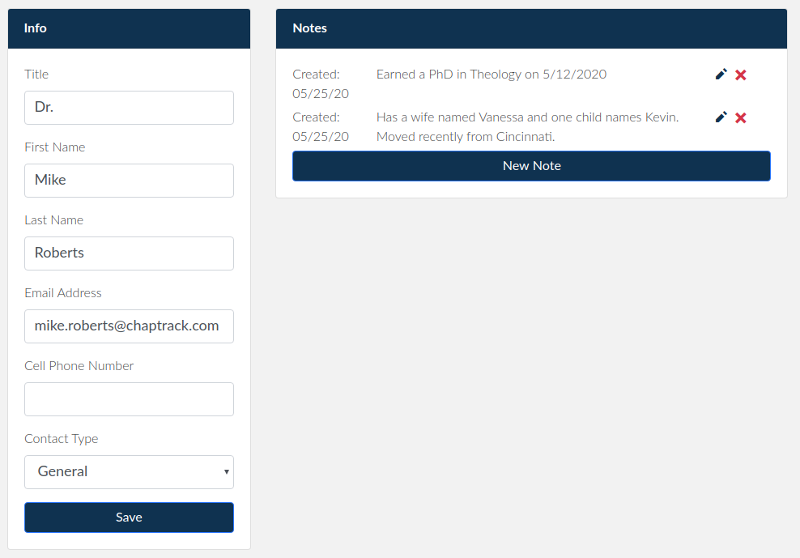 Info
Title
Dr.
First Name
Mike
Last Name
Roberts
Email Address
mike.roberts@chaptrack.com
Cell Phone Number
Contact Type
General
Save
Notes
Created: Earned a PhD in Theology on 5/12/2020
05/25/20
Created: Has a wife named Vanessa and one child names Kevin.
05/25/20 Moved recently from Cincinnati.
New Note